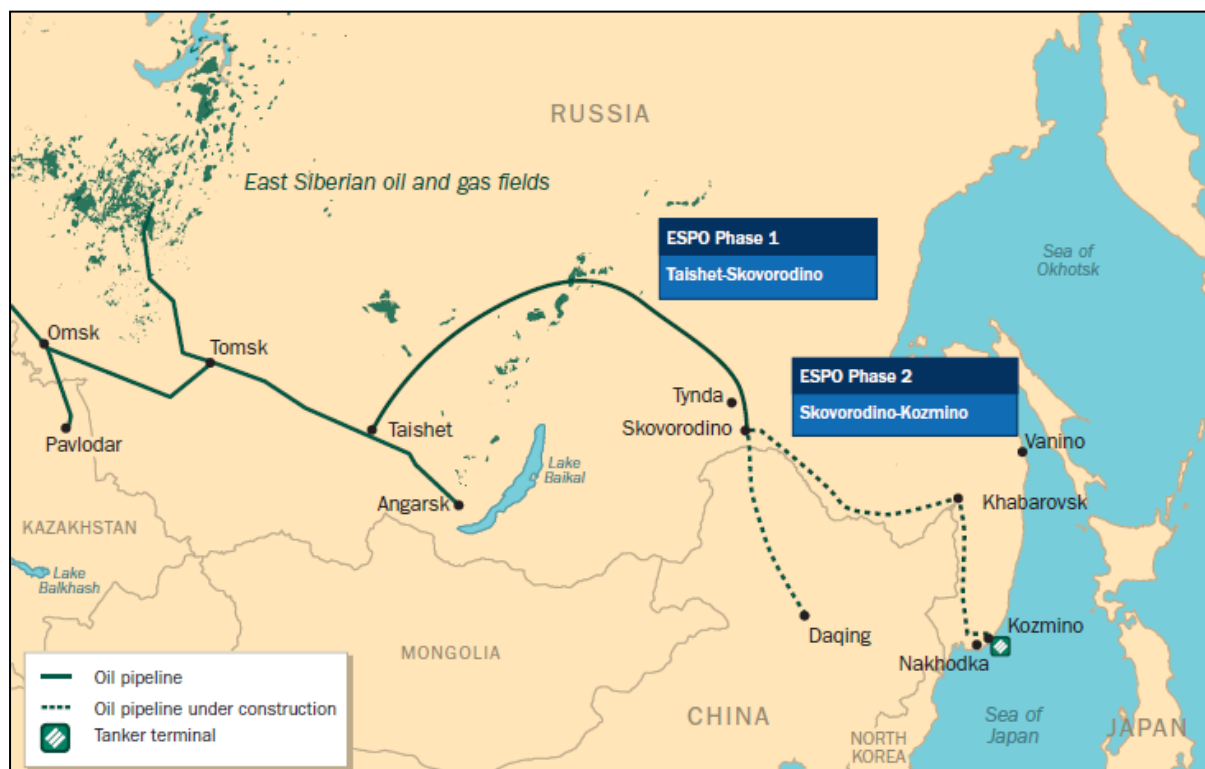 RUSSIA
East Siberian oil and gas fields
ESPO Phase 1
Taishet-Skovorodino
Sea of
Okhotsk
Omsk
Tomsk
ESPO Phase 2
Skovorodino-Kozmino
Tynda
Skovorodino
Pavlodar
Taishet
Vanino
Lake
Baikal
Angarsk
Khabarovsk
KAZAKHSTAN
Lake
Balkhash
Daqing
Kozmino
Nakhodka
MONGOLIA
Oil pipeline
Oil pipeline under construction
Tanker terminal
CHINA
Sea of
Japan
JAPAN
NORTH
KOREA